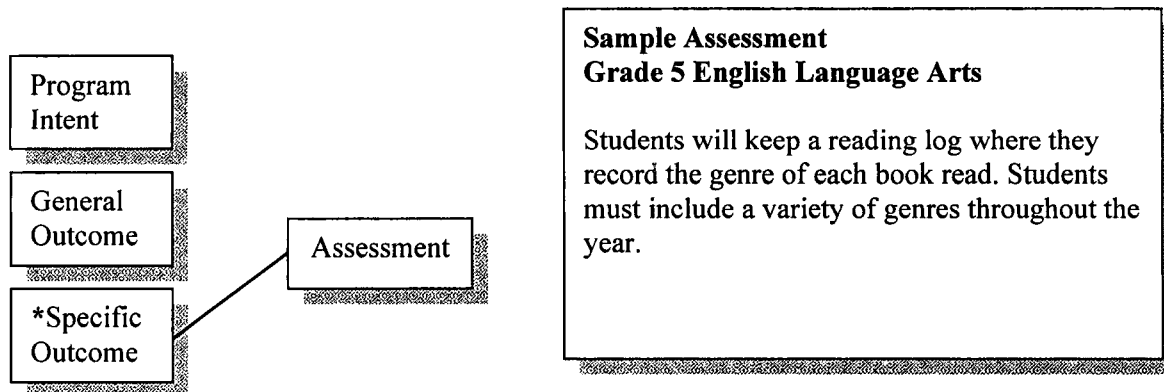 Program
Intent
General
Outcome
*Specific
Outcome
Assessment
Sample Assessment
Grade 5 English Language Arts
Students will keep a reading log where they
record the genre of each book read. Students
must include a variety of genres throughout the
year.